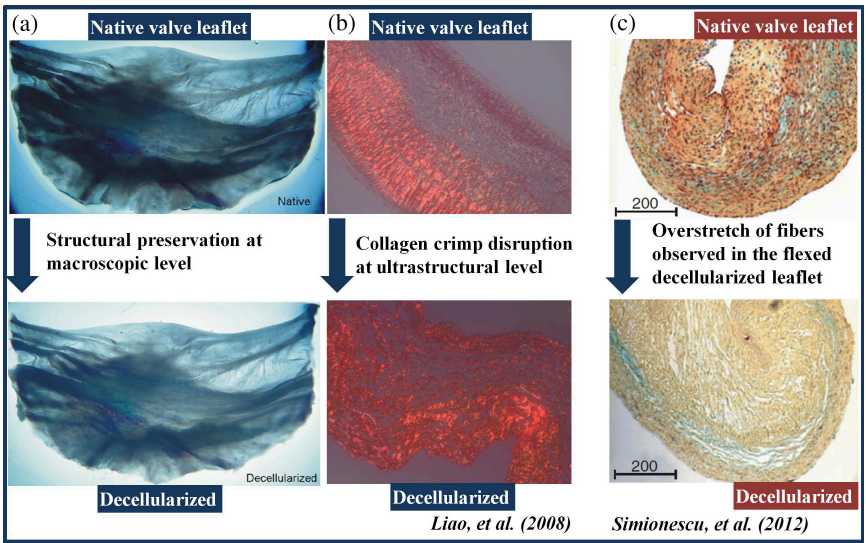 (a)
Native valve leaflet
Native
Structural preservation at
macroscopic level
Decellularized
Decellularized
(b)
Native valve leaflet
Collagen crimp disruption
at ultrastructural level
Decellularized
Liao, et al. (2008)
(c)
Native valve leaflet
200
Overstretch of fibers
observed in the flexed
decellularized leaflet
200
Decellularized
Simionescu, et al. (2012)